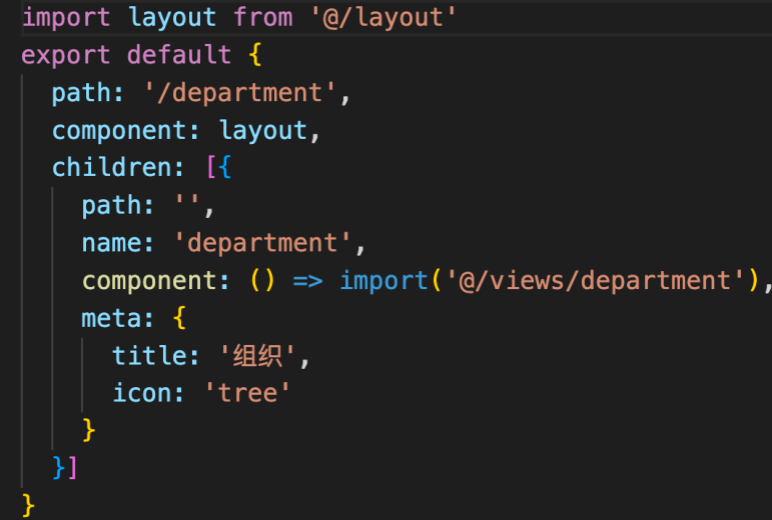 import layout from '@/layout'
export default {
  path: '/department',
  component: layout,
  children: [{
    path: '',
    name: 'department',
    component: () => import('@/views/department'),
    meta: {
      title: '组织',
      icon: 'tree'
    }
  }]
}